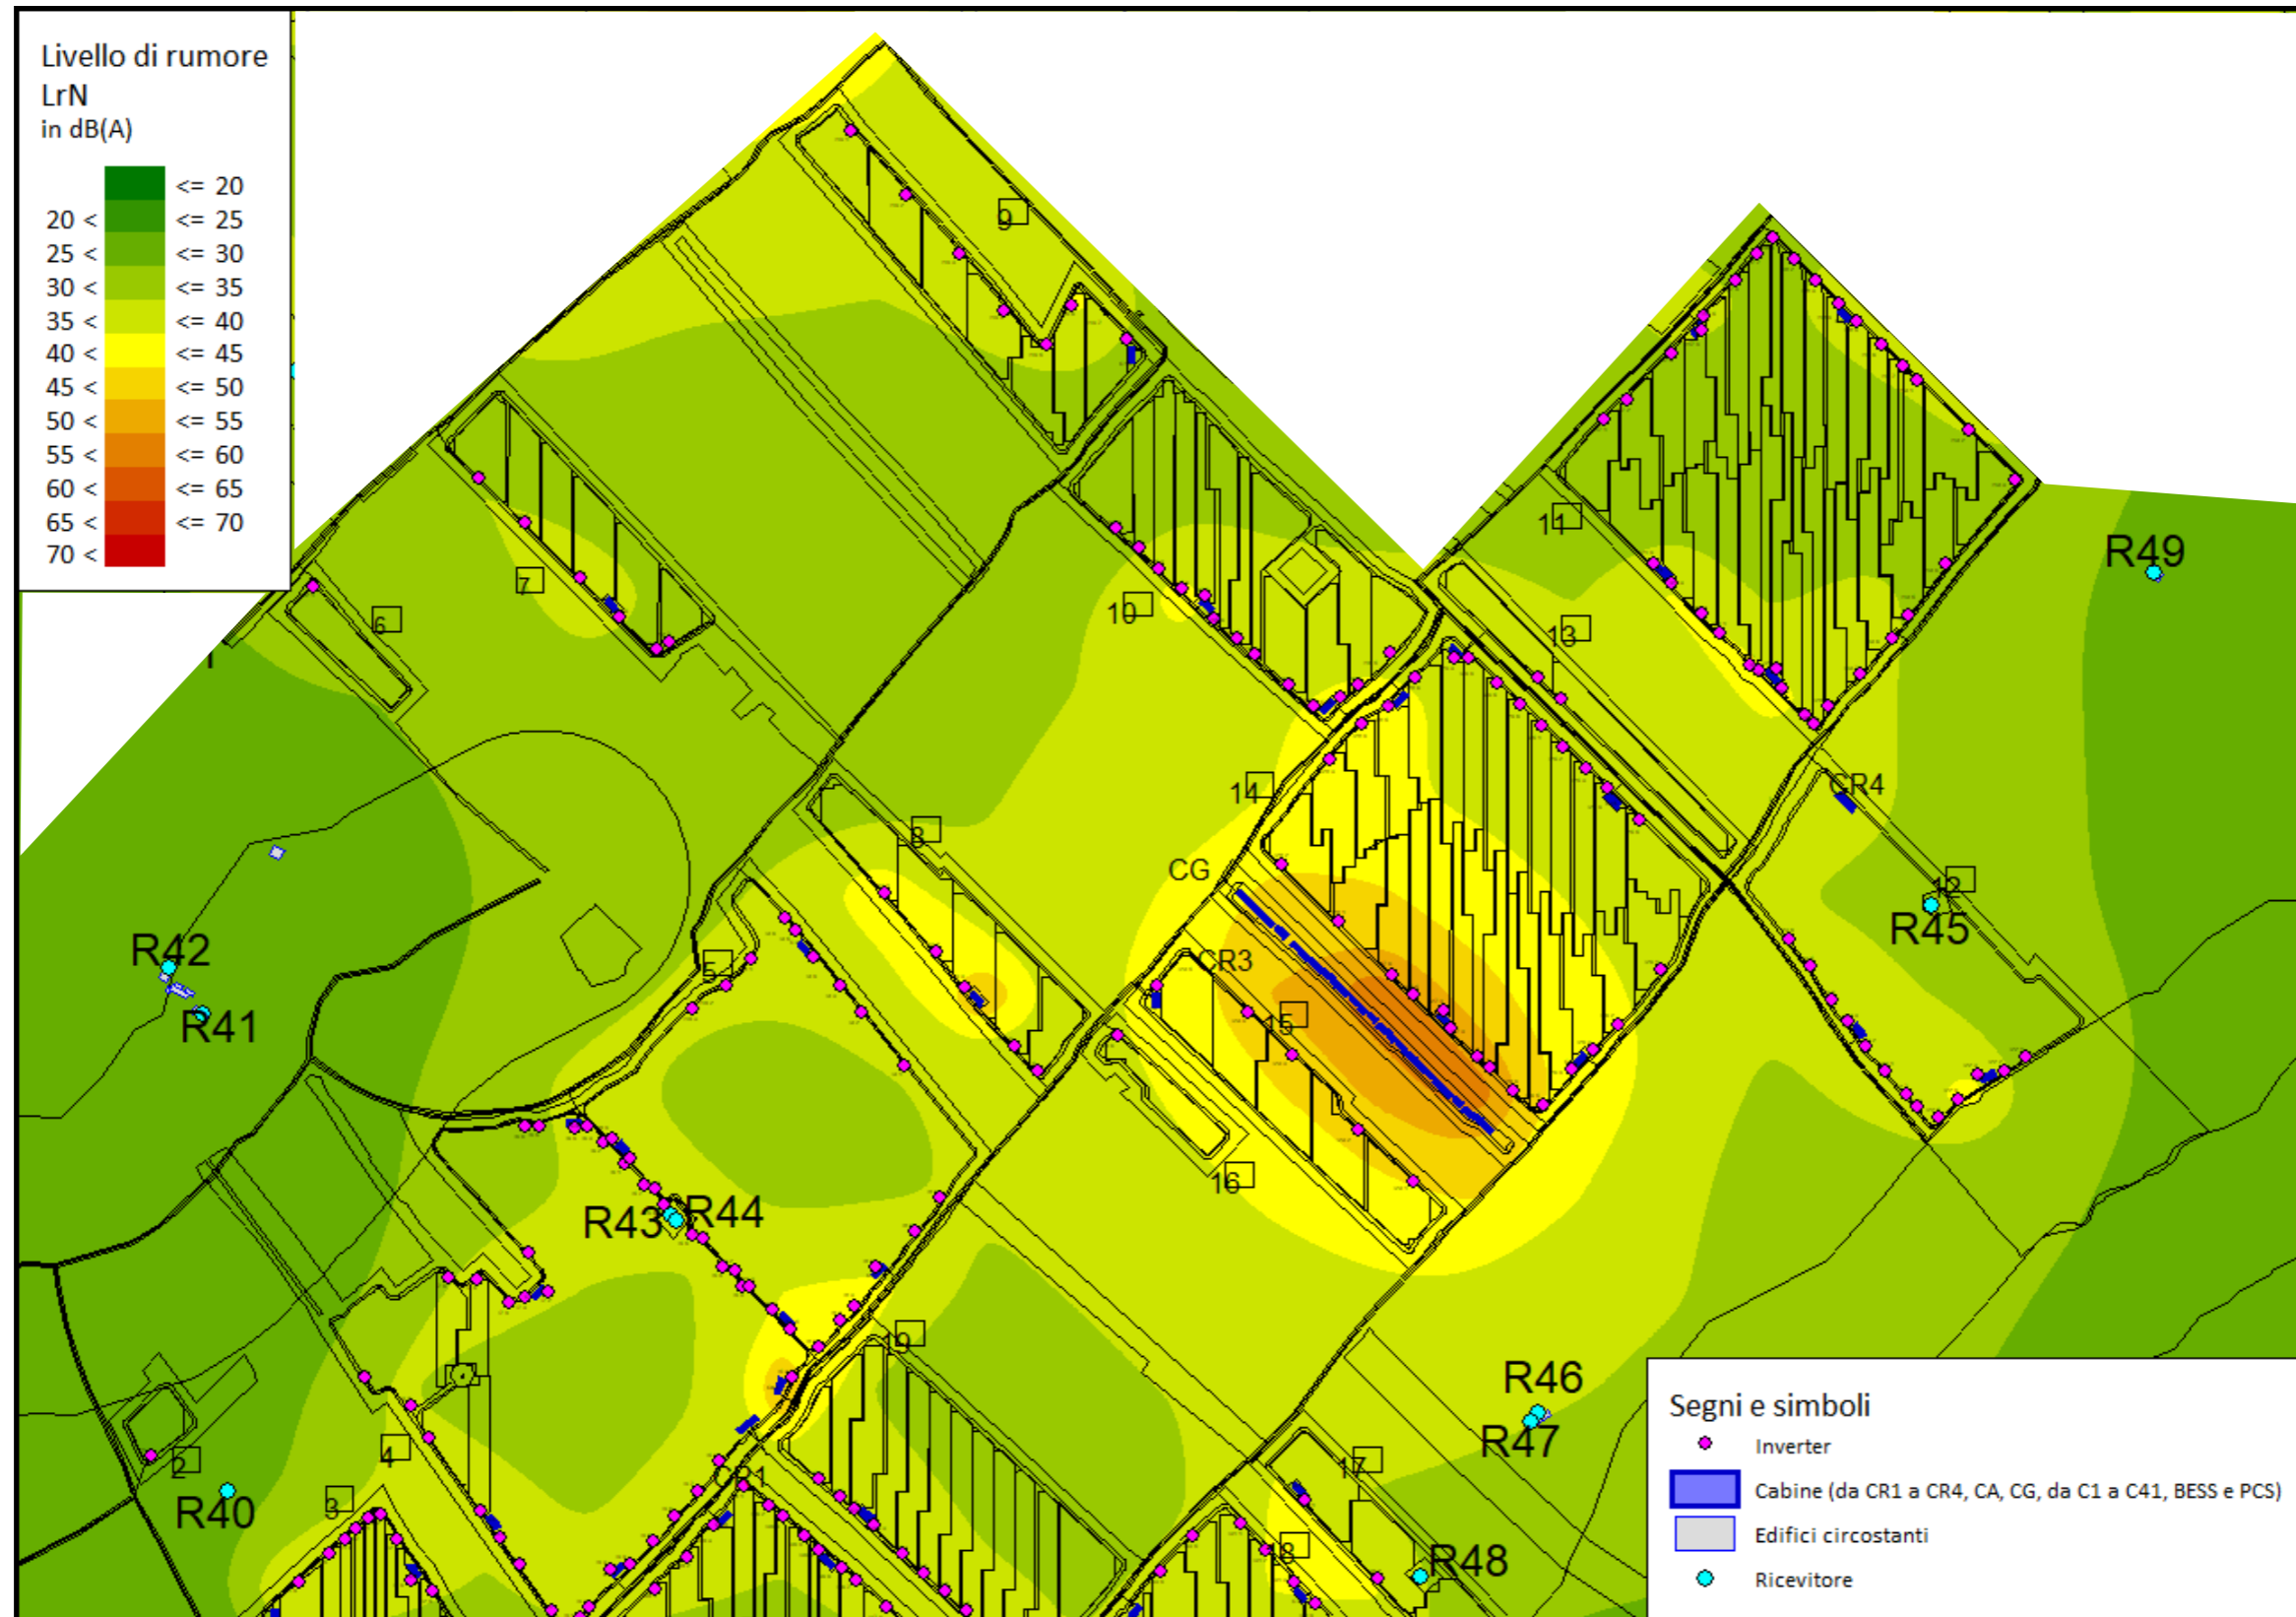 Livello di rumore
LrN
in dB(A)
<= 20
20 < <= 25
25 < <= 30
30 < <= 35
35 < <= 40
40 < <= 45
45 < <= 50
50 < <= 55
55 < <= 60
60 < <= 65
65 < <= 70
70 <
9
11
R49
7
10
6
13
14
CR4
8
CG
12
R45
R42
CR3
5
R41
15
16
R43 R44
19
R46
R47
4
17
2
CR1
3
R40
18
R48
Segni e simboli
Inverter
Cabine (da CR1 a CR4, CA, CG, da C1 a C41, BESS e PCS)
Edifici circostanti
Ricevitore